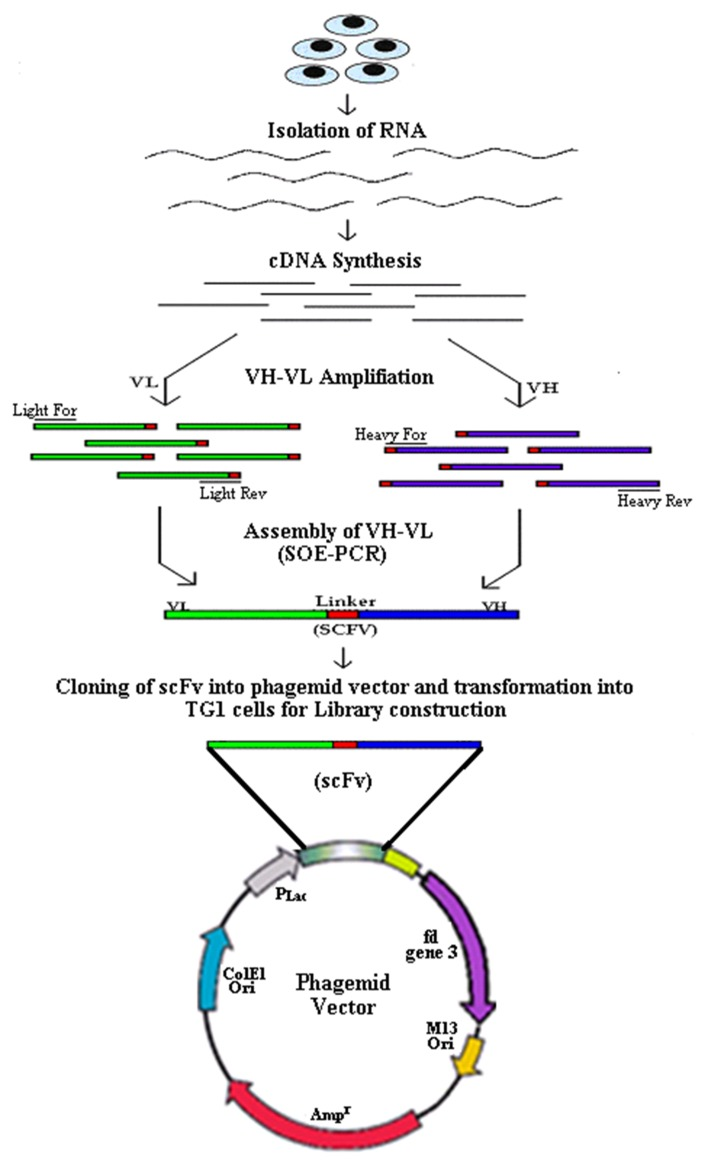 Isolation of RNA
cDNA Synthesis
VL
VH-VL Amplifiation
VH
Light For
Heavy For
Light Rev
Heavy Rev
Assembly of VH-VL
(SOE-PCR)
VL
Linker
VH
(SCFV)
Cloning of scFv into phagemid vector and transformation into
TG1 cells for Library construction
(scFv)
PLac
fd
gene 3
ColE1
Ori
Phagemid
Vector
M13
Ori
Ampr